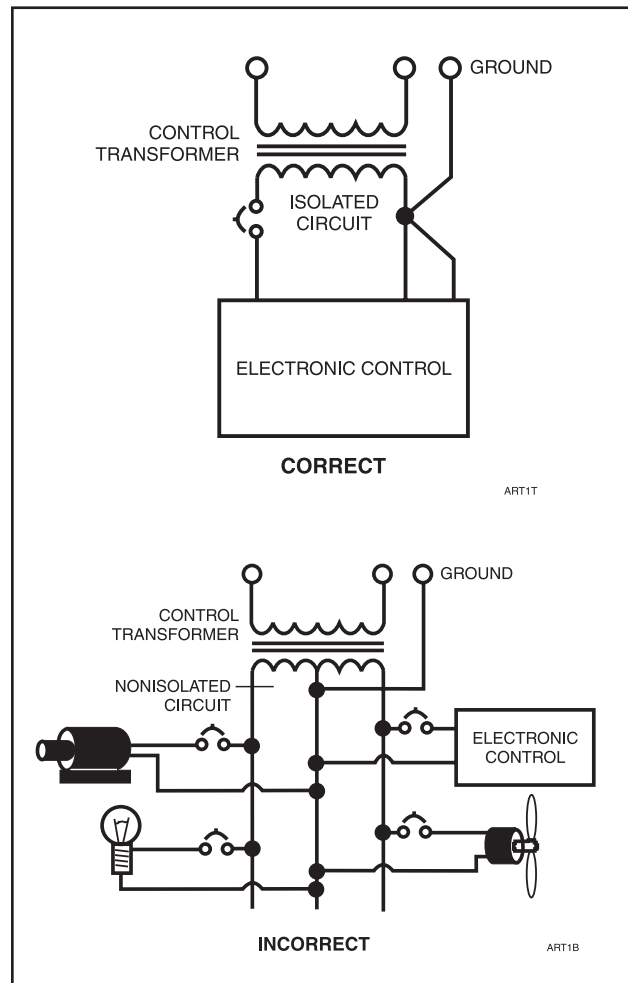 GROUND
CONTROL
TRANSFORMER
ISOLATED
CIRCUIT
ELECTRONIC CONTROL
CORRECT
ART1T
GROUND
CONTROL
TRANSFORMER
NONISOLATED
CIRCUIT
ELECTRONIC
CONTROL
INCORRECT
ART1B